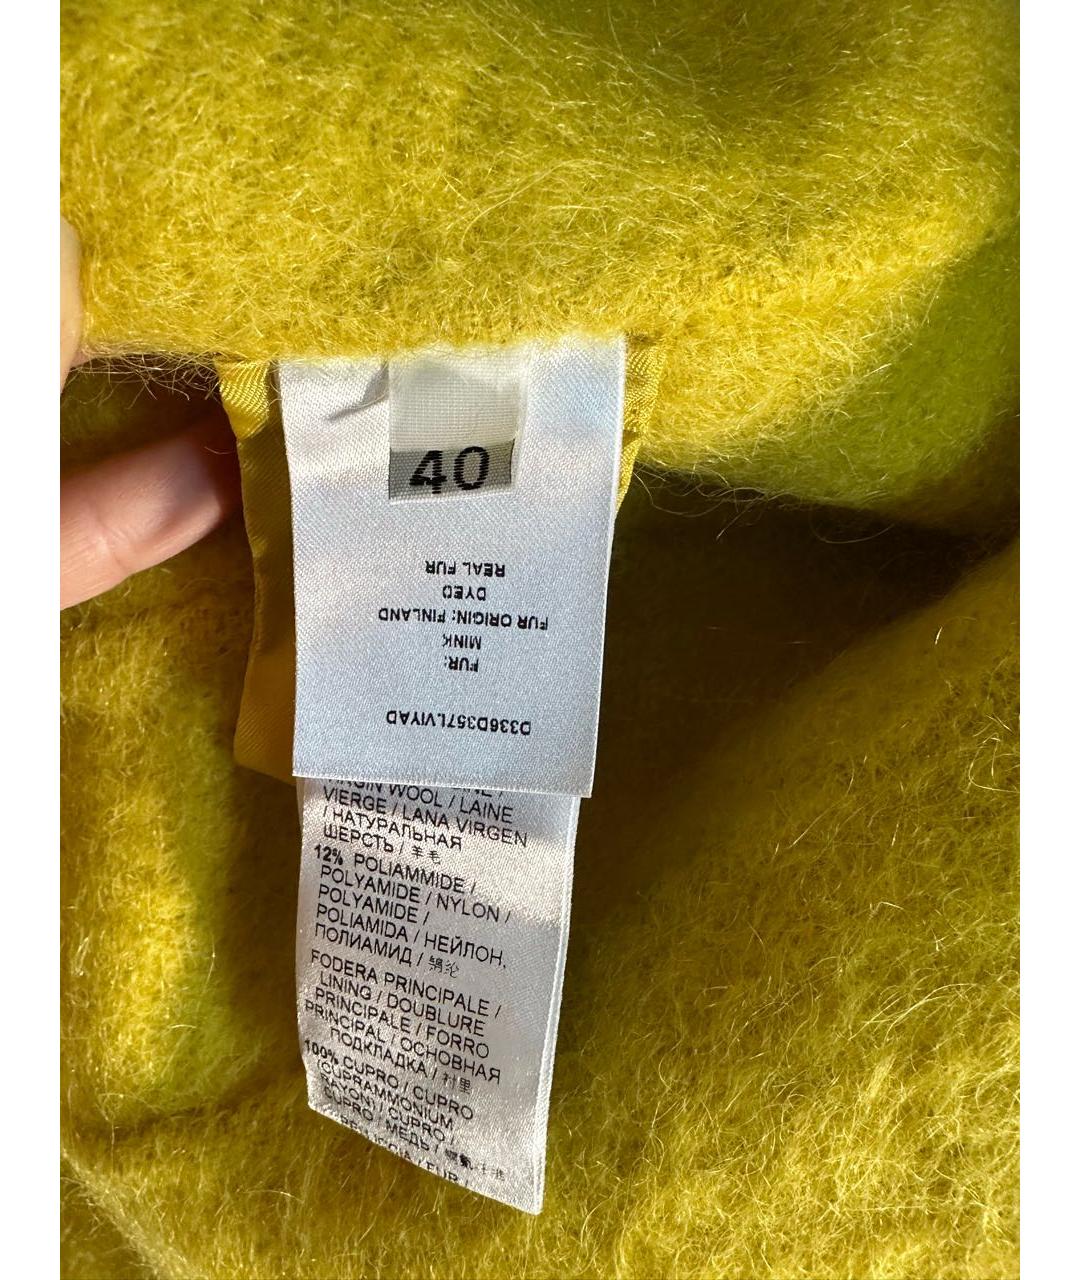 40
D336D357LVIYAD
FUR:
MINK
FUR ORIGIN: FINLAND
DYED
REAL FUR
WOOL / LAINE
VIERGE / LANA VIRGEN
/ НАТУРАЛЬНАЯ
ШЕРСТЬ / 羊毛
12% POLIAMMIDE /
POLYAMIDE / NYLON /
POLYAMIDE /
POLIAMIDA / НЕЙЛОН,
ПОЛИАМИД / 锦纶
FODERA PRINCIPALE /
LINING / DOUBLURE
PRINCIPALE / FORRO
PRINCIPAL / ОСНОВНАЯ
ПОДКЛАДКА / 衬里
100% CUPRO / CUPRO
(CUPRAMMONIUM
RAYON) / CUPRO /
CUPRO / МЕДЬ /
/ FUR /